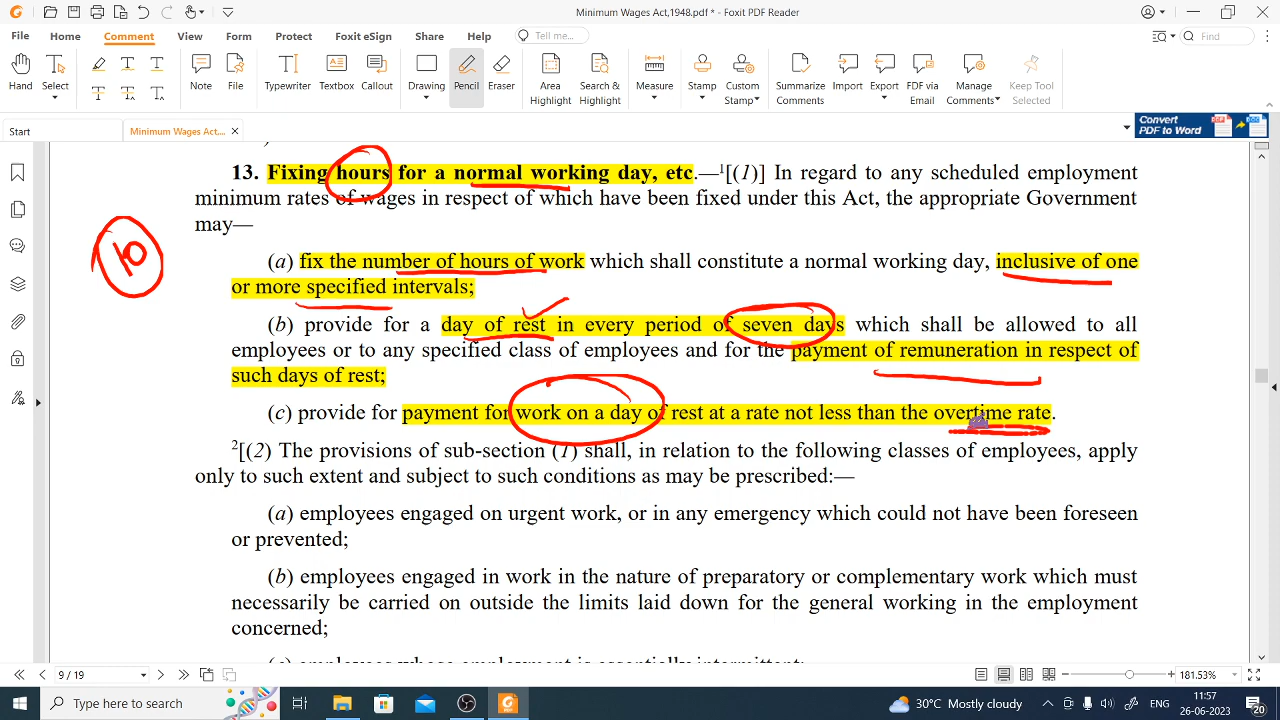 Minimum Wages Act,1948.pdf * - Foxit PDF Reader
File Home Comment View Form Protect Foxit eSign Share Help Tell me... Find
Hand Select Note File Typewriter Textbox Callout Drawing Pencil Eraser Area Highlight Search & Highlight Measure Stamp Custom Stamp Summarize Comments Import Export FDF via Email Manage Comments Keep Tool Selected
Start Minimum Wages Act,... Convert PDF to Word
13. Fixing hours for a normal working day, etc.—1[(1)] In regard to any scheduled employment
minimum rates of wages in respect of which have been fixed under this Act, the appropriate Government
may—
10
(a) fix the number of hours of work which shall constitute a normal working day, inclusive of one
or more specified intervals;
(b) provide for a day of rest in every period of seven days which shall be allowed to all
employees or to any specified class of employees and for the payment of remuneration in respect of
such days of rest;
(c) provide for payment for work on a day of rest at a rate not less than the overtime rate.
2[(2) The provisions of sub-section (1) shall, in relation to the following classes of employees, apply
only to such extent and subject to such conditions as may be prescribed:—
(a) employees engaged on urgent work, or in any emergency which could not have been foreseen
or prevented;
(b) employees engaged in work in the nature of preparatory or complementary work which must
necessarily be carried on outside the limits laid down for the general working in the employment
concerned;
(c) employees whose employment is essentially intermittent;
9 / 19 181.53%
Type here to search 30°C Mostly cloudy ENG 11:57
26-06-2023 20